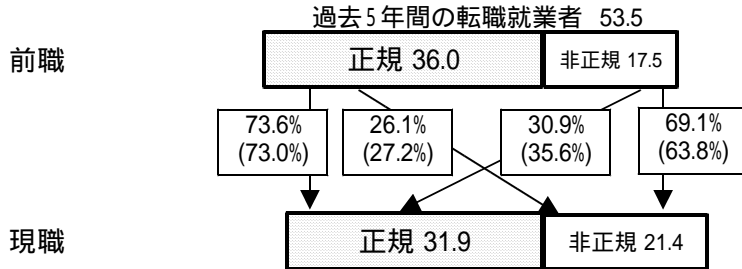 過去5年間の転職就業者 53.5
前職 正規 36.0 非正規 17.5
73.6% 26.1% 30.9% 69.1%
(73.0%) (27.2%) (35.6%) (63.8%)
現職 正規 31.9 非正規 21.4